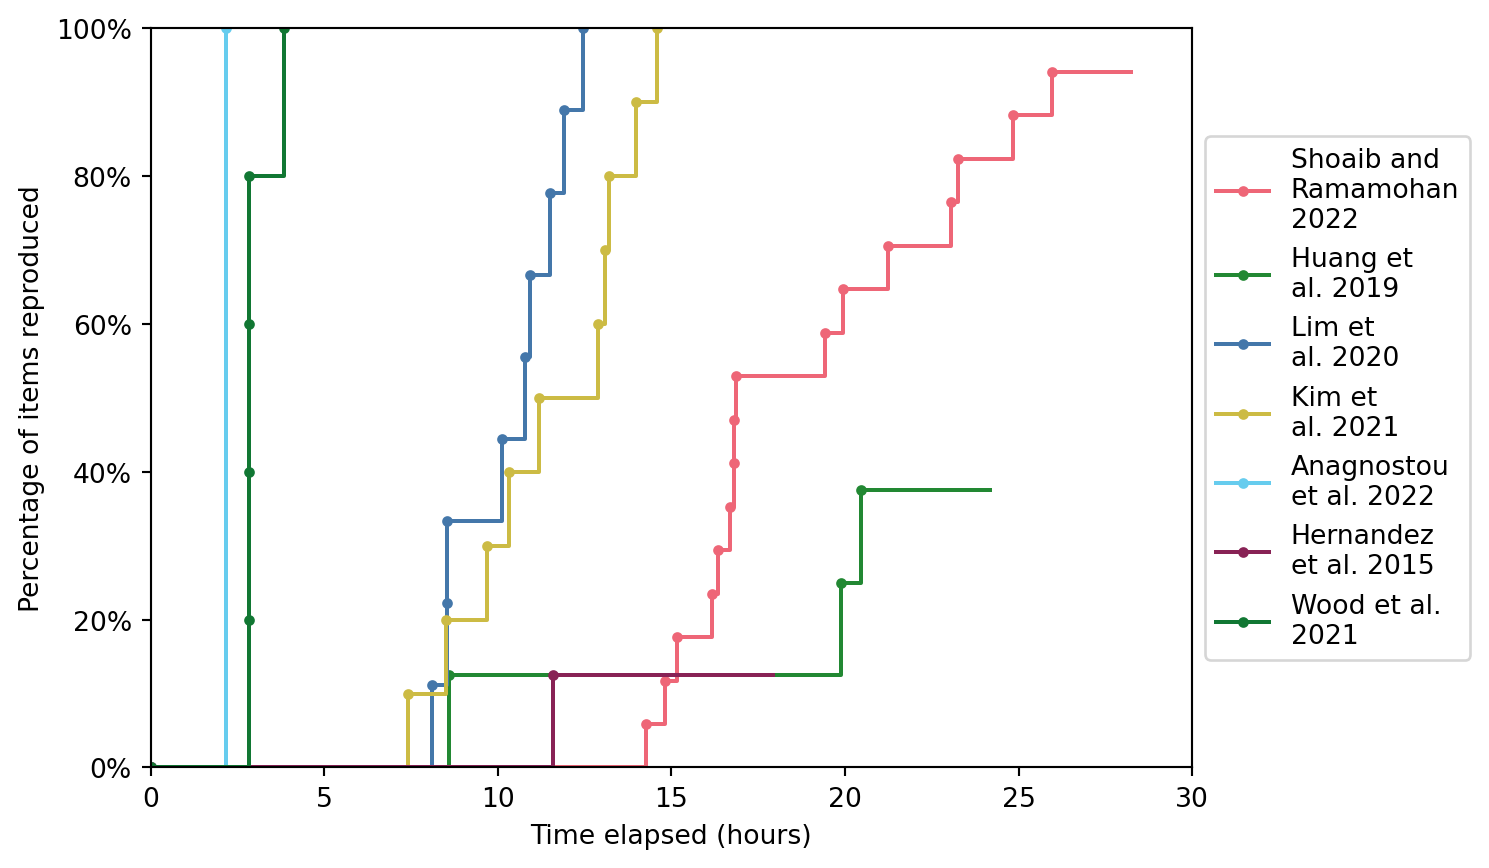 100%
80%
60%
40%
20%
0%
Percentage of items reproduced
0 5 10 15 20 25 30
Time elapsed (hours)
Shoaib and
Ramamohan
2022
Huang et
al. 2019
Lim et
al. 2020
Kim et
al. 2021
Anagnostou
et al. 2022
Hernandez
et al. 2015
Wood et al.
2021